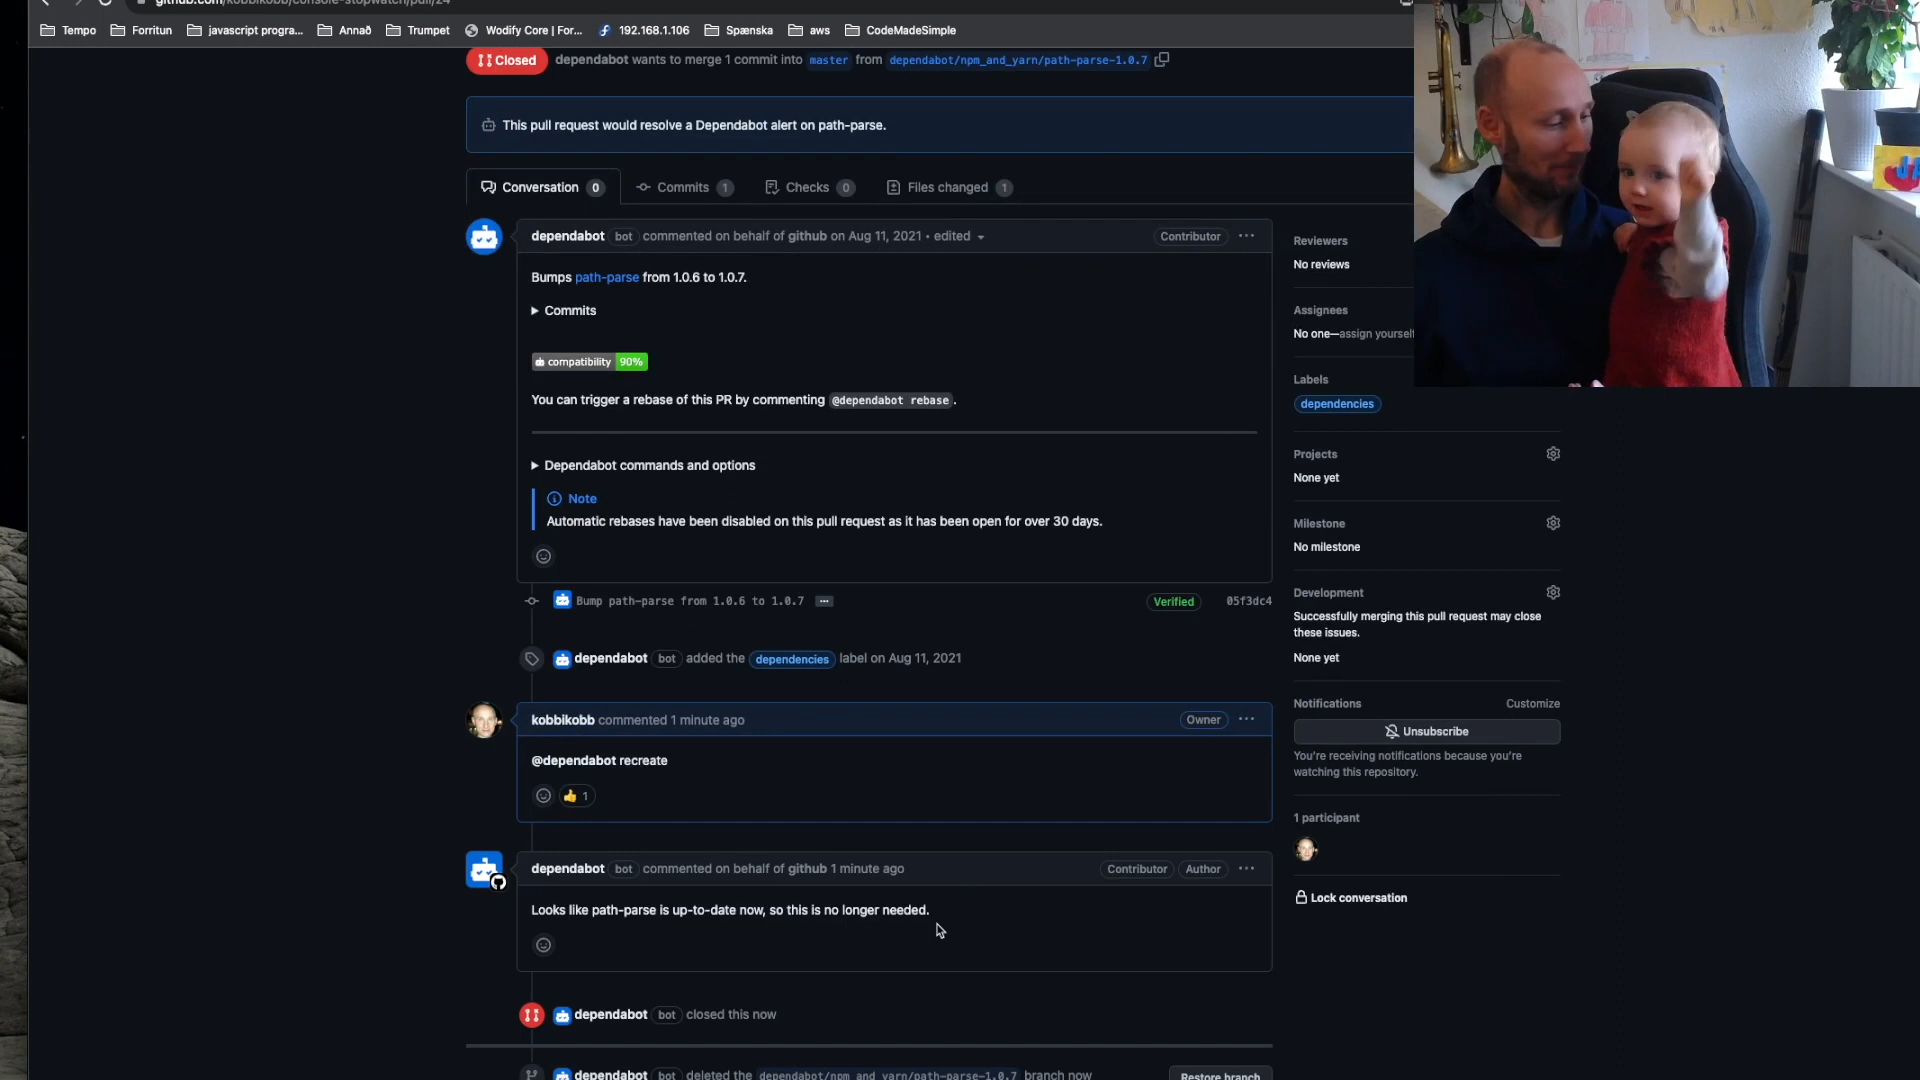 github.com/kobbikobb/console-stopwatch/pull/24
Tempo Forritun javascript progra... Annað Trumpet Wodify Core | For... 192.168.1.106 Spænska aws CodeMadeSimple
Closed dependabot wants to merge 1 commit into master from dependabot/npm_and_yarn/path-parse-1.0.7
This pull request would resolve a Dependabot alert on path-parse.
Conversation 0 Commits 1 Checks 0 Files changed 1
dependabot bot commented on behalf of github on Aug 11, 2021 • edited Contributor
Bumps path-parse from 1.0.6 to 1.0.7.
Commits
compatibility 90%
You can trigger a rebase of this PR by commenting @dependabot rebase.
Dependabot commands and options
Note
Automatic rebases have been disabled on this pull request as it has been open for over 30 days.
Bump path-parse from 1.0.6 to 1.0.7 ... Verified 05f3dc4
dependabot bot added the dependencies label on Aug 11, 2021
kobbikobb commented 1 minute ago Owner
@dependabot recreate
👍 1
dependabot bot commented on behalf of github 1 minute ago Contributor Author
Looks like path-parse is up-to-date now, so this is no longer needed.
dependabot bot closed this now
dependabot bot deleted the dependabot/npm_and_yarn/path-parse-1.0.7 branch now Restore branch
Reviewers
No reviews
Assignees
No one—assign yourself
Labels
dependencies
Projects
None yet
Milestone
No milestone
Development
Successfully merging this pull request may close
these issues.
None yet
Notifications Customize
Unsubscribe
You're receiving notifications because you're
watching this repository.
1 participant
Lock conversation